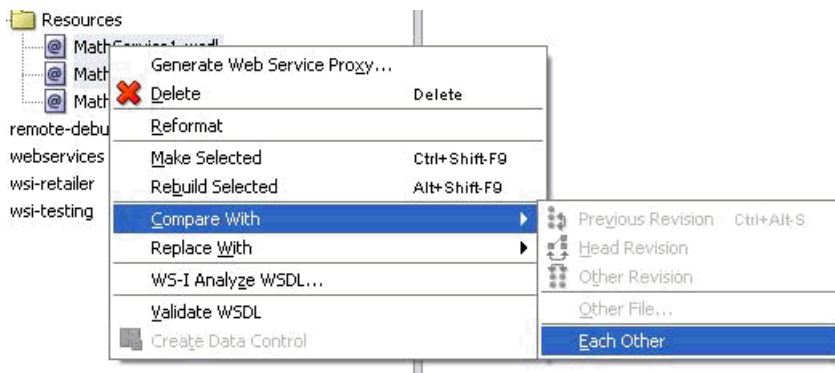 Resources
Math
Math
Math
remote-debu
webservices
wsi-retailer
wsi-testing
Generate Web Service Proxy...
Delete Delete
Reformat
Make Selected Ctrl+Shift-F9
Rebuild Selected Alt+Shift-F9
Compare With
Replace With
WS-I Analyze WSDL...
Validate WSDL
Create Data Control
Previous Revision Ctrl+Alt-S
Head Revision
Other Revision
Other File...
Each Other